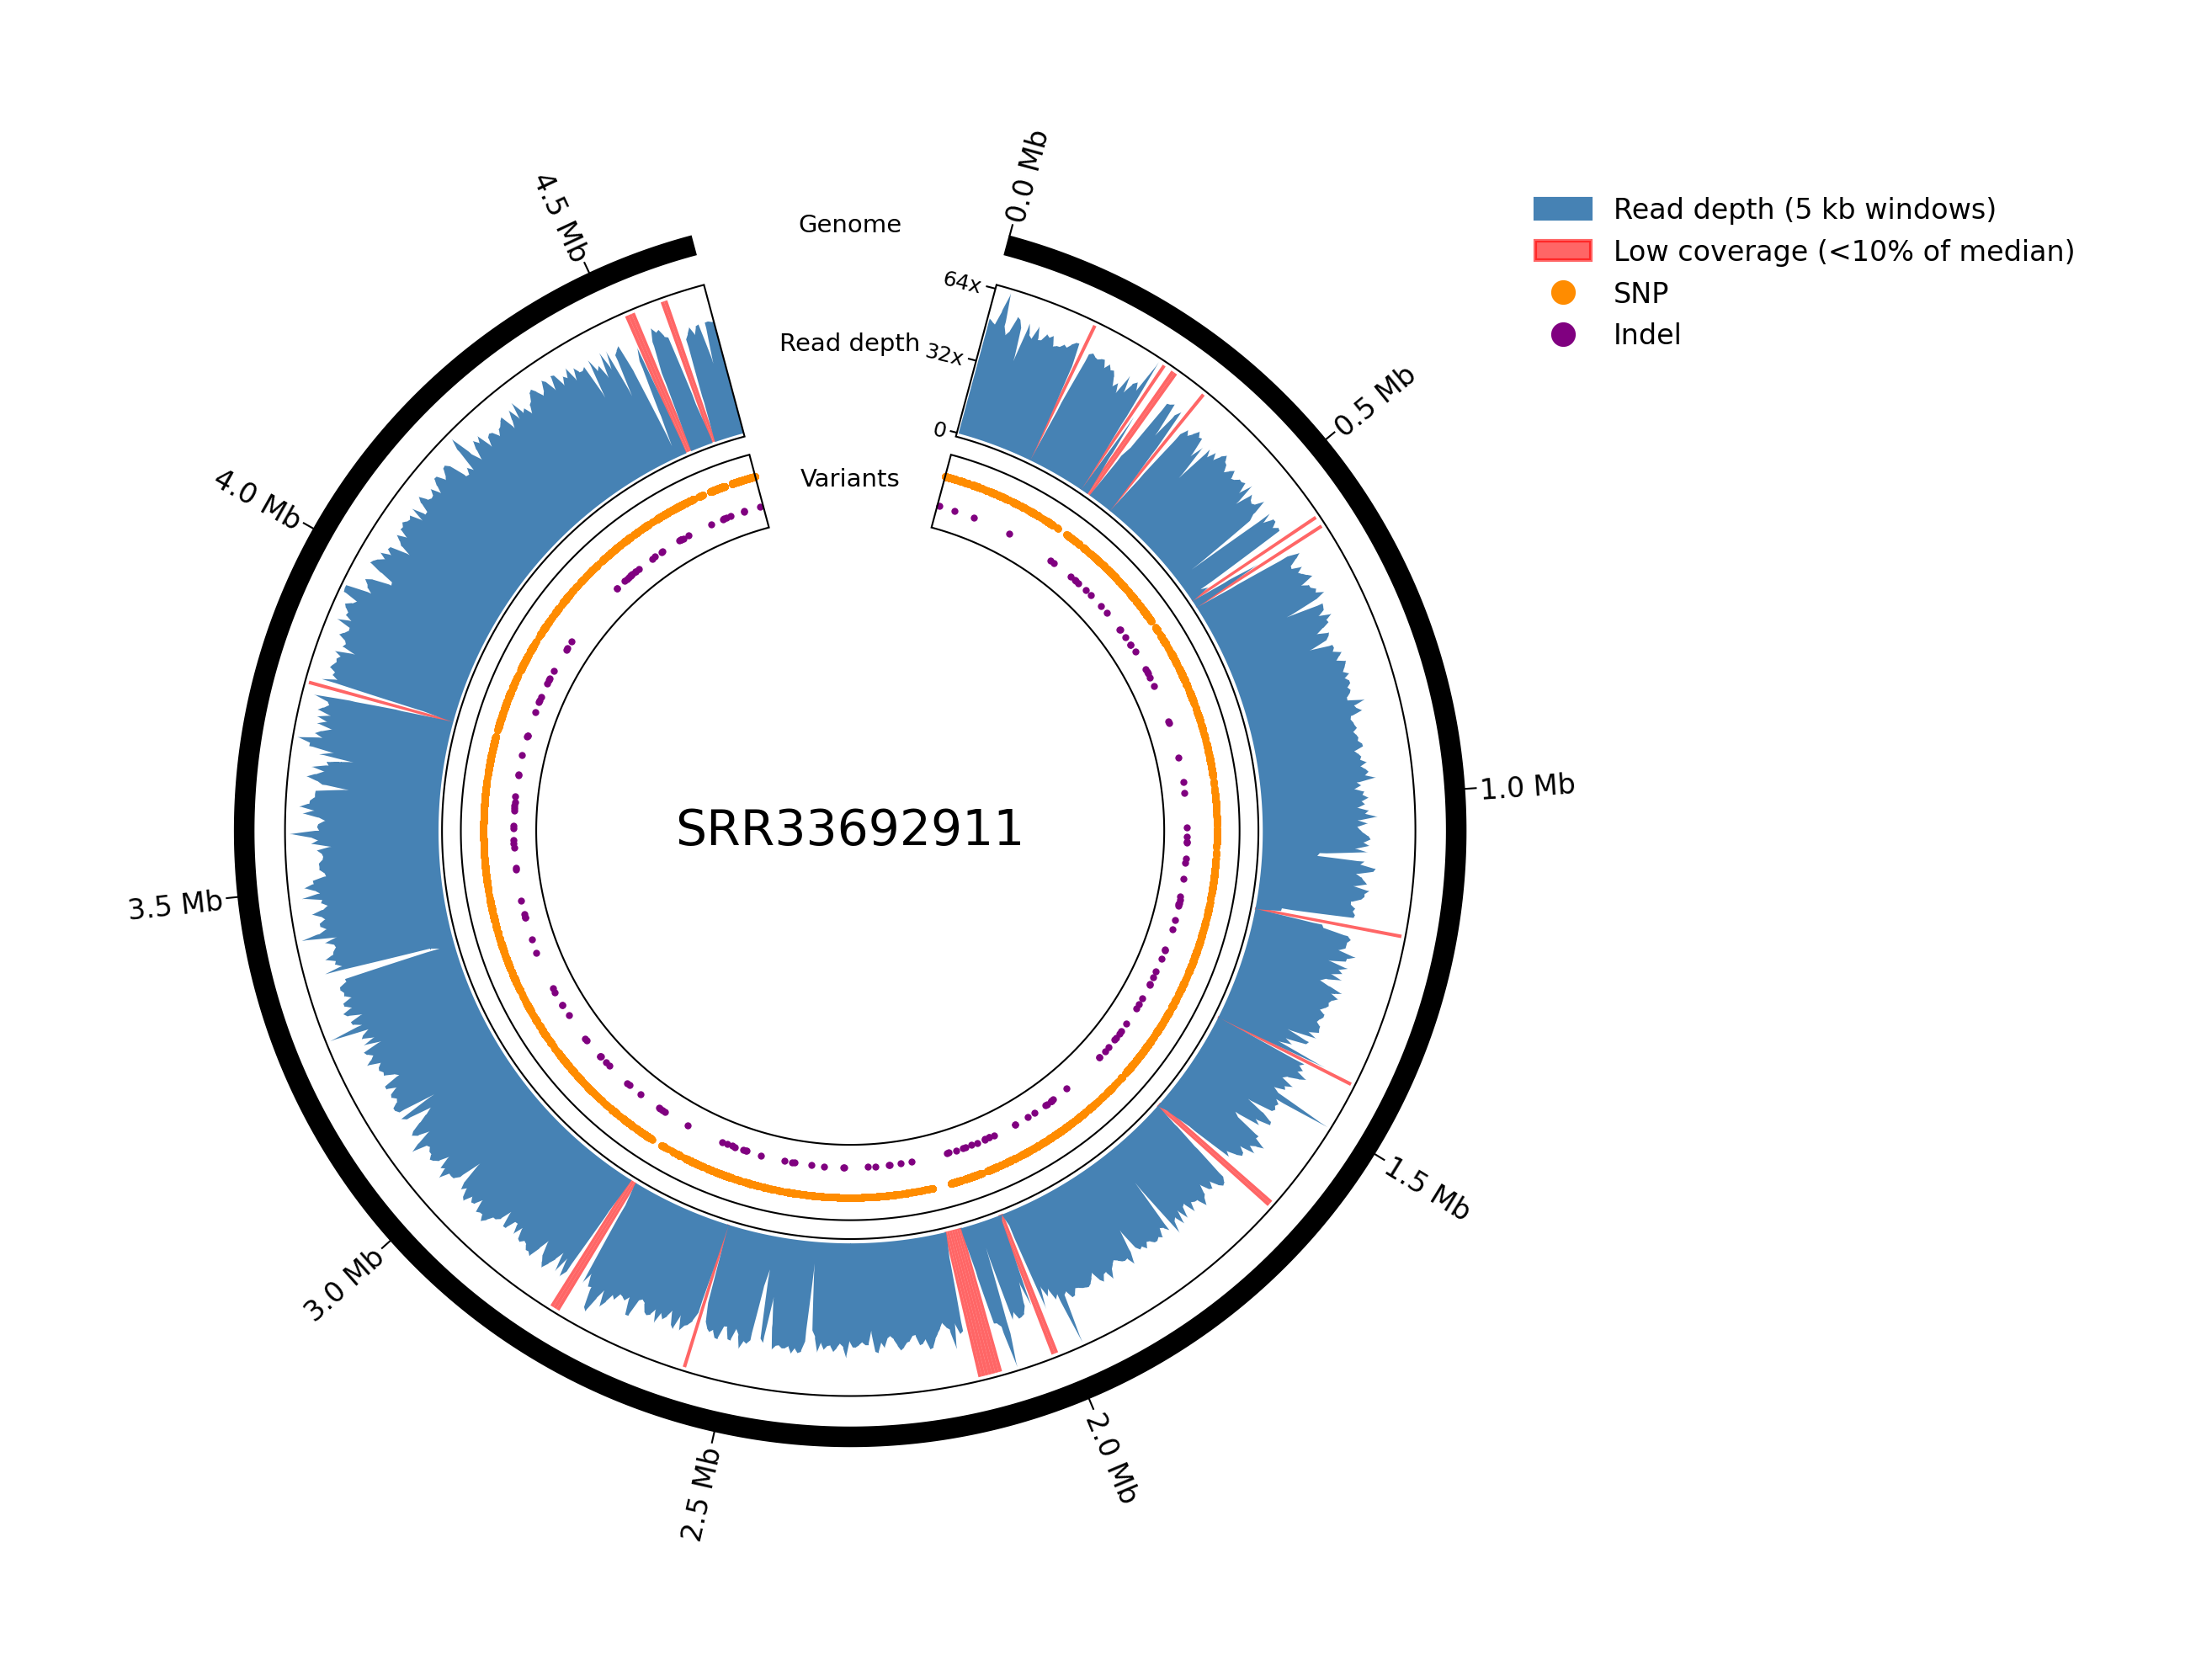 0.0 Mb
0.5 Mb
1.0 Mb
1.5 Mb
2.0 Mb
2.5 Mb
3.0 Mb
3.5 Mb
4.0 Mb
4.5 Mb
Genome
64x
Read depth
32x
0
Variants
SRR33692911
Read depth (5 kb windows)
Low coverage (<10% of median)
SNP
Indel